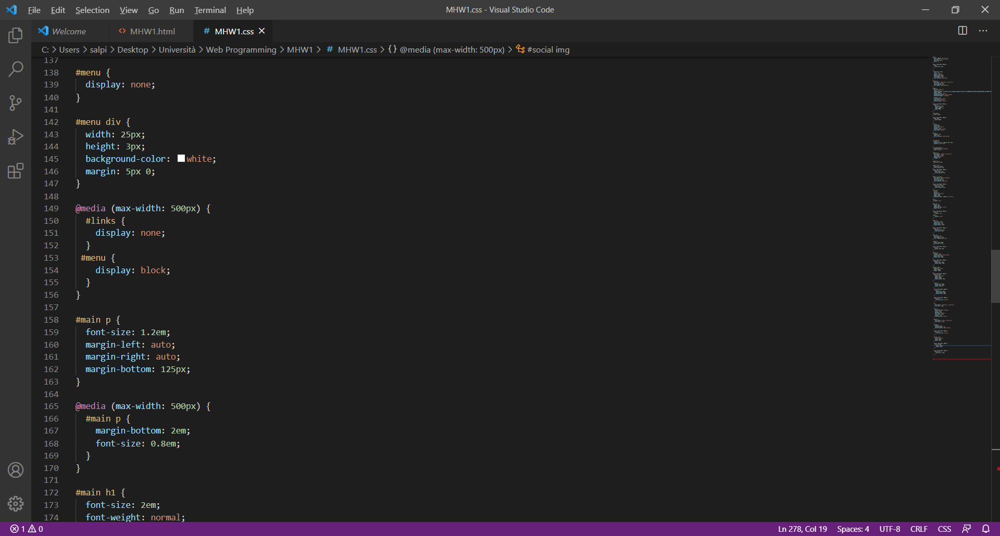 File Edit Selection View Go Run Terminal Help MHW1.css - Visual Studio Code
Welcome <> MHW1.html # MHW1.css
C: > Users > salpi > Desktop > Università > Web Programming > MHW1 > # MHW1.css > {} @media (max-width: 500px) > #social img
137
138 #menu {
139 display: none;
140 }
141
142 #menu div {
143 width: 25px;
144 height: 3px;
145 background-color: white;
146 margin: 5px 0;
147 }
148
149 @media (max-width: 500px) {
150 #links {
151 display: none;
152 }
153 #menu {
154 display: block;
155 }
156 }
157
158 #main p {
159 font-size: 1.2em;
160 margin-left: auto;
161 margin-right: auto;
162 margin-bottom: 125px;
163 }
164
165 @media (max-width: 500px) {
166 #main p {
167 margin-bottom: 2em;
168 font-size: 0.8em;
169 }
170 }
171
172 #main h1 {
173 font-size: 2em;
174 font-weight: normal;
1 0 Ln 278, Col 19 Spaces: 4 UTF-8 CRLF CSS